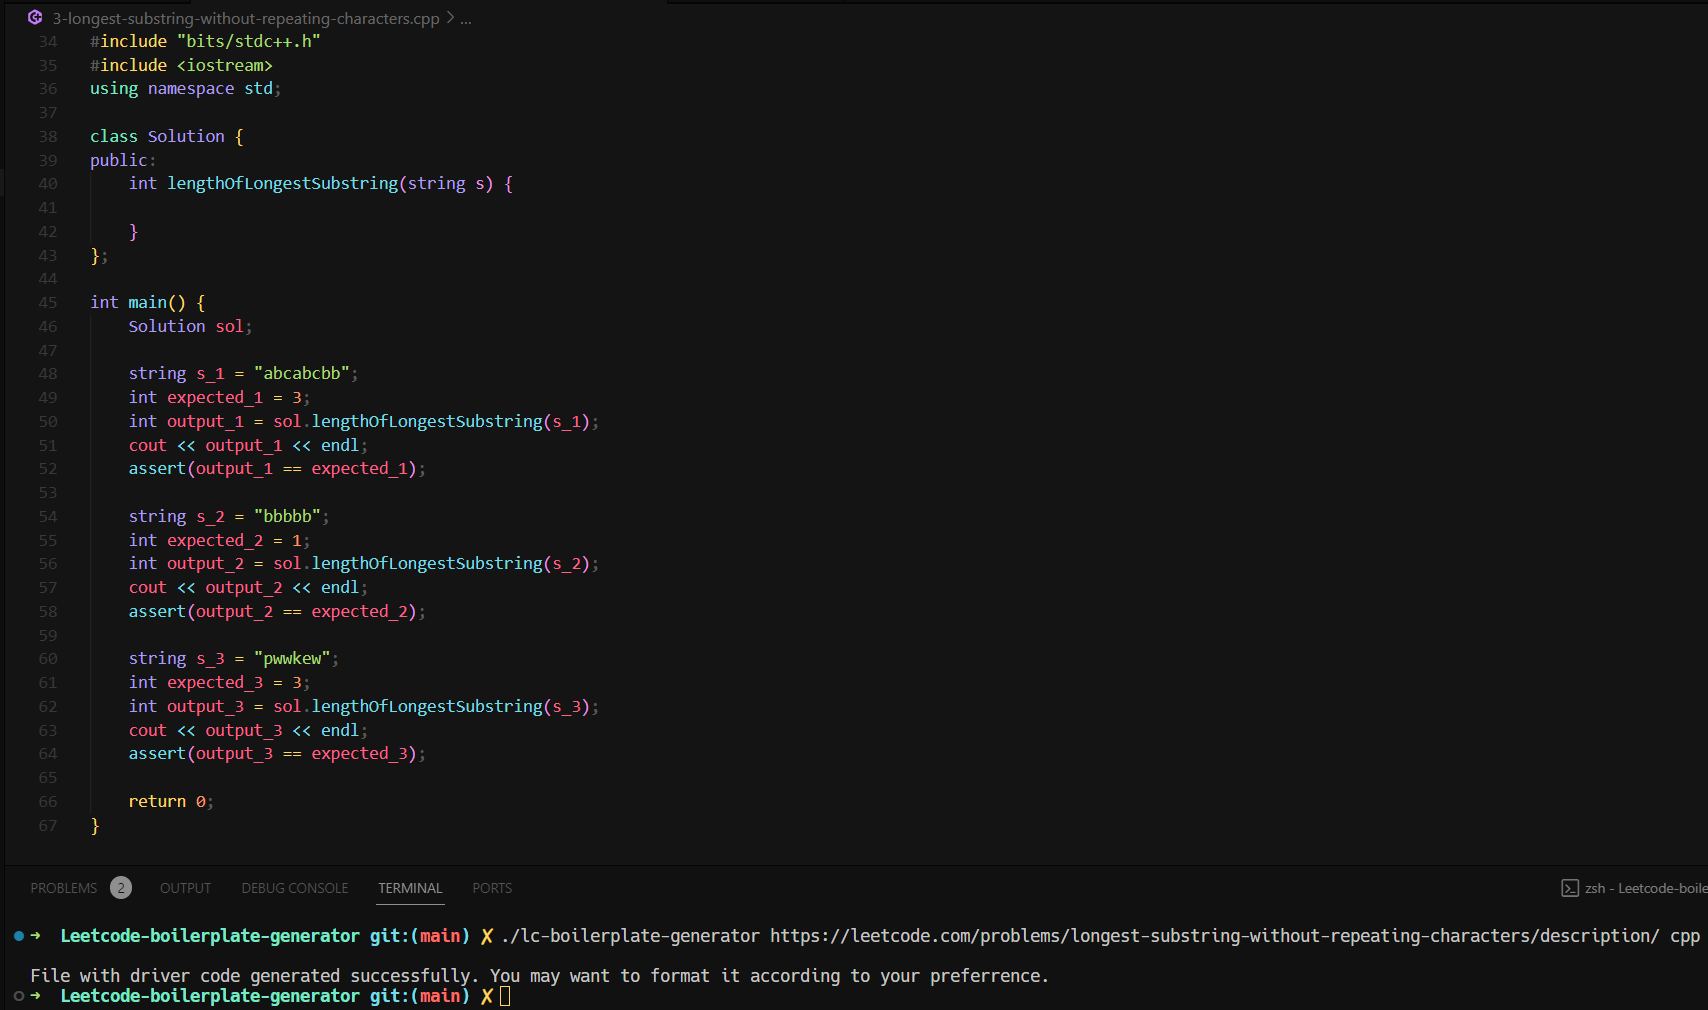 3-longest-substring-without-repeating-characters.cpp > ...
34 #include "bits/stdc++.h"
35 #include <iostream>
36 using namespace std;
37
38 class Solution {
39 public:
40     int lengthOfLongestSubstring(string s) {
41
42     }
43 };
44
45 int main() {
46     Solution sol;
47
48     string s_1 = "abcabcbb";
49     int expected_1 = 3;
50     int output_1 = sol.lengthOfLongestSubstring(s_1);
51     cout << output_1 << endl;
52     assert(output_1 == expected_1);
53
54     string s_2 = "bbbbb";
55     int expected_2 = 1;
56     int output_2 = sol.lengthOfLongestSubstring(s_2);
57     cout << output_2 << endl;
58     assert(output_2 == expected_2);
59
60     string s_3 = "pwwkew";
61     int expected_3 = 3;
62     int output_3 = sol.lengthOfLongestSubstring(s_3);
63     cout << output_3 << endl;
64     assert(output_3 == expected_3);
65
66     return 0;
67 }
PROBLEMS 2 OUTPUT DEBUG CONSOLE TERMINAL PORTS zsh - Leetcode-boile
➜ Leetcode-boilerplate-generator git:(main) ✗ ./lc-boilerplate-generator https://leetcode.com/problems/longest-substring-without-repeating-characters/description/ cpp
File with driver code generated successfully. You may want to format it according to your preferrence.
➜ Leetcode-boilerplate-generator git:(main) ✗